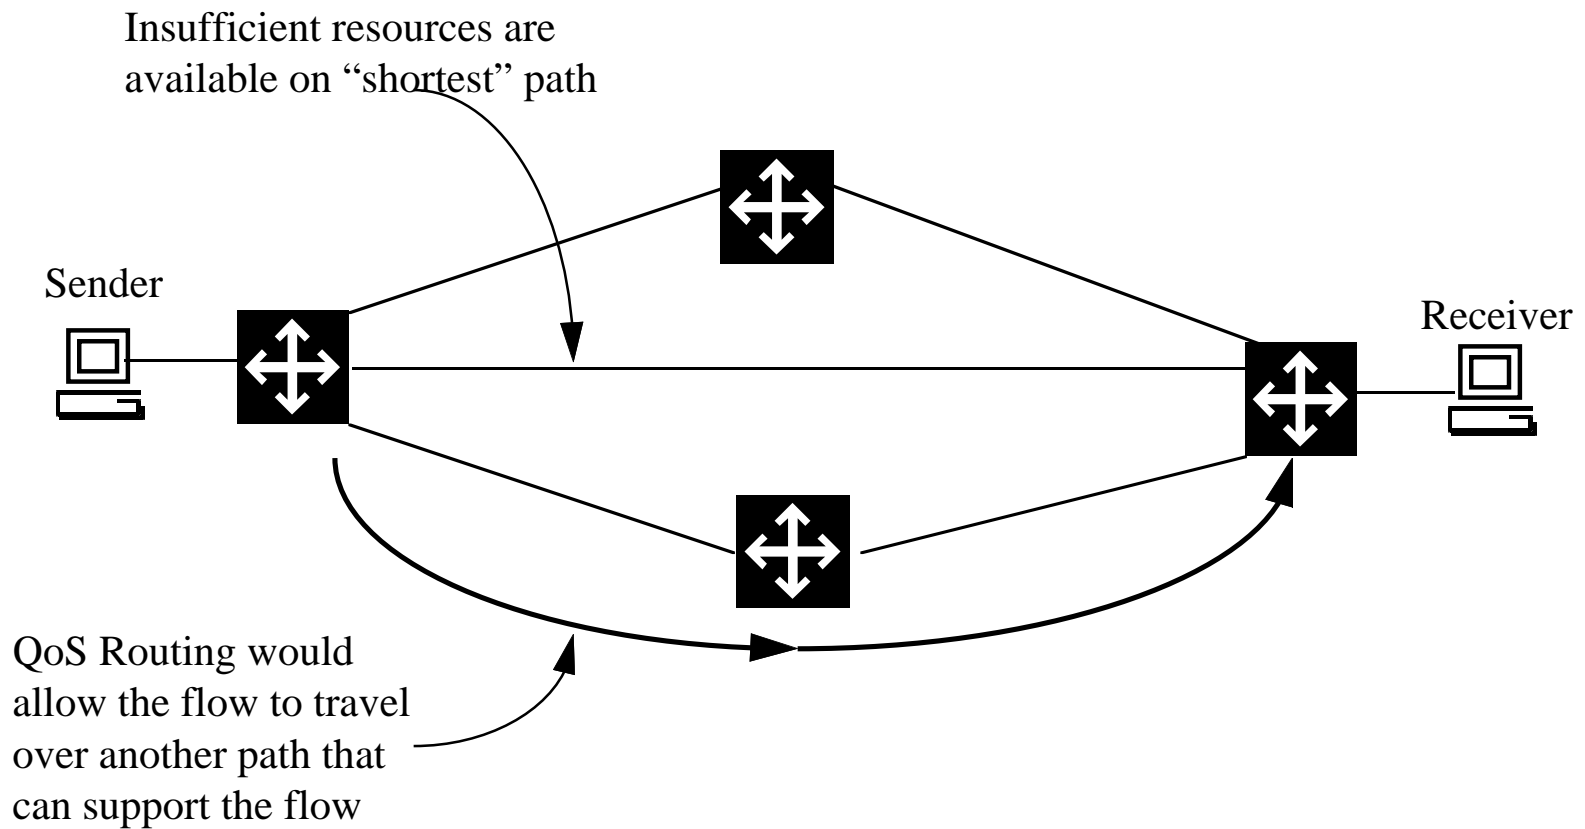 Insufficient resources are
available on “shortest” path
Sender
Receiver
QoS Routing would
allow the flow to travel
over another path that
can support the flow